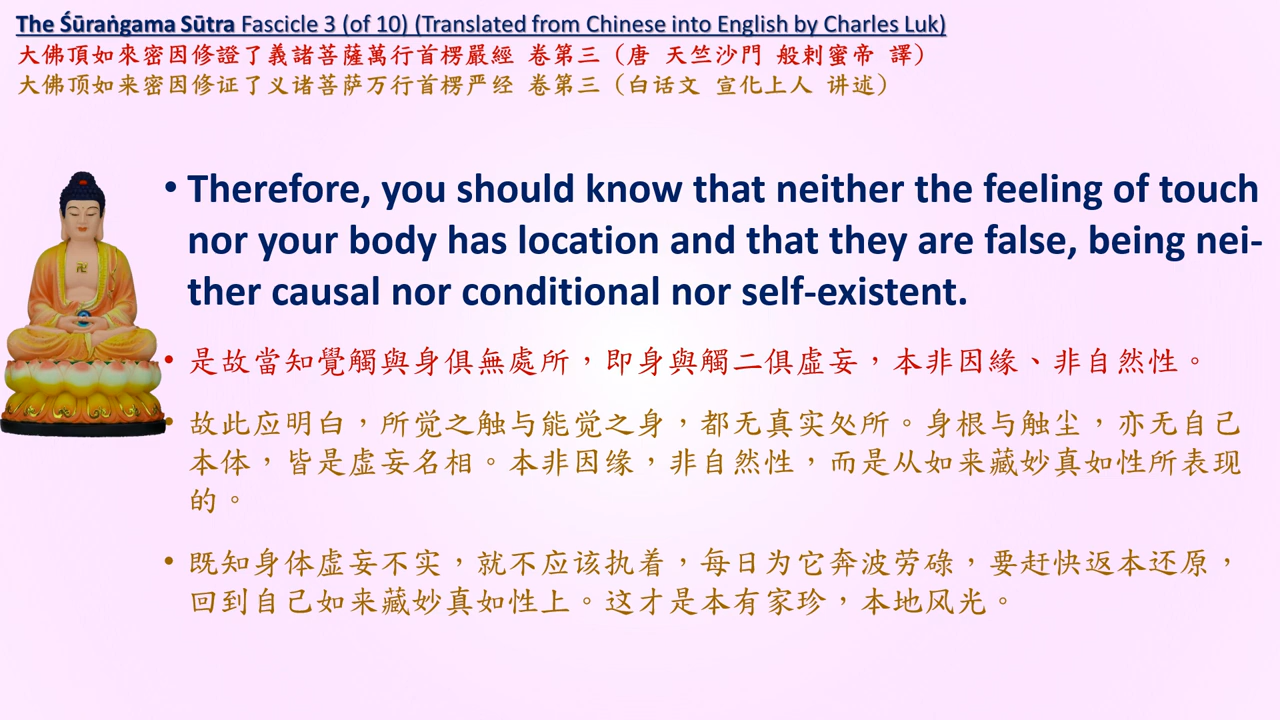 The Śūraṅgama Sūtra Fascicle 3 (of 10) (Translated from Chinese into English by Charles Luk)
大佛頂如來密因修證了義諸菩薩萬行首楞嚴經 卷第三（唐 天竺沙門 般剌蜜帝 譯）
大佛顶如来密因修证了义诸菩萨万行首楞严经 卷第三（白话文 宣化上人 讲述）
• Therefore, you should know that neither the feeling of touch
nor your body has location and that they are false, being nei-
ther causal nor conditional nor self-existent.
• 是故當知覺觸與身俱無處所，即身與觸二俱虛妄，本非因緣、非自然性。
• 故此应明白，所觉之触与能觉之身，都无真实处所。身根与触尘，亦无自己
本体，皆是虚妄名相。本非因缘，非自然性，而是从如来藏妙真如性所表现
的。
• 既知身体虚妄不实，就不应该执着，每日为它奔波劳碌，要赶快返本还原，
回到自己如来藏妙真如性上。这才是本有家珍，本地风光。